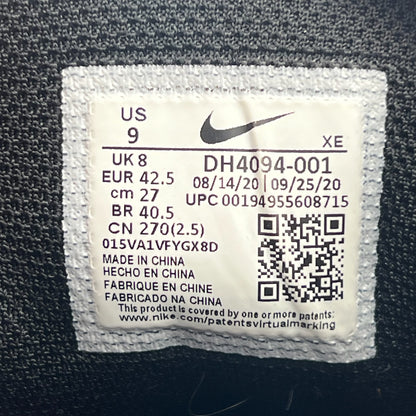 US
9
XE
UK 8
DH4094-001
EUR 42.5
08/14/20 09/25/20
cm 27
UPC 00194955608715
BR 40.5
CN 270(2.5)
015VA1VFYGX8D
MADE IN CHINA
HECHO EN CHINA
FABRIQUE EN CHINE
FABRICADO NA CHINA
This product is covered by one or more patents:
www.nike.com/patentsvirtualmarking